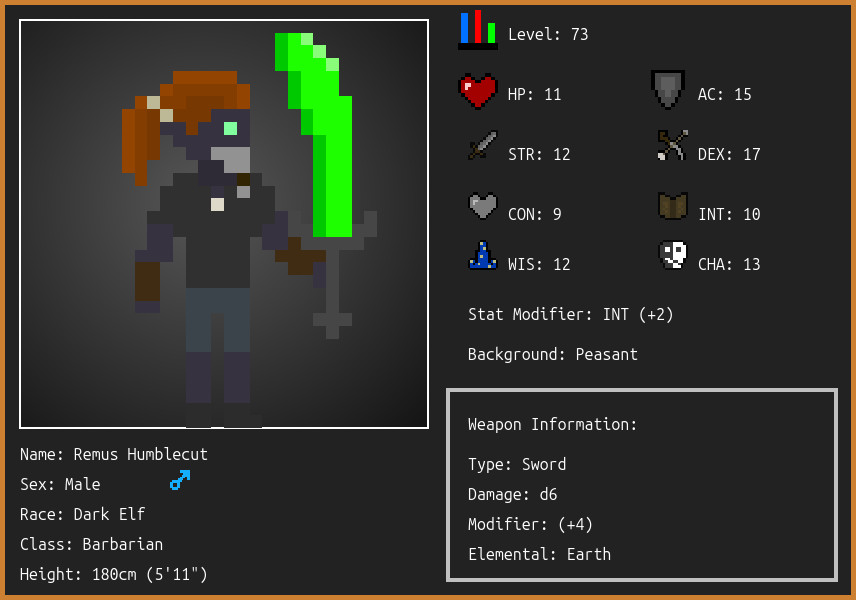 Level: 73
HP: 11
AC: 15
STR: 12
DEX: 17
CON: 9
INT: 10
WIS: 12
CHA: 13
Stat Modifier: INT (+2)
Background: Peasant
Name: Remus Humblecut
Sex: Male
Race: Dark Elf
Class: Barbarian
Height: 180cm (5'11")
Weapon Information:
Type: Sword
Damage: d6
Modifier: (+4)
Elemental: Earth